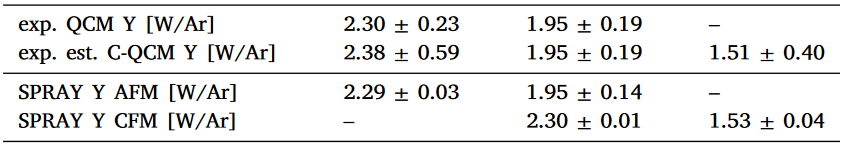 exp. QCM Y [W/Ar] 2.30 ± 0.23 1.95 ± 0.19 –
exp. est. C-QCM Y [W/Ar] 2.38 ± 0.59 1.95 ± 0.19 1.51 ± 0.40
SPRAY Y AFM [W/Ar] 2.29 ± 0.03 1.95 ± 0.14 –
SPRAY Y CFM [W/Ar] – 2.30 ± 0.01 1.53 ± 0.04